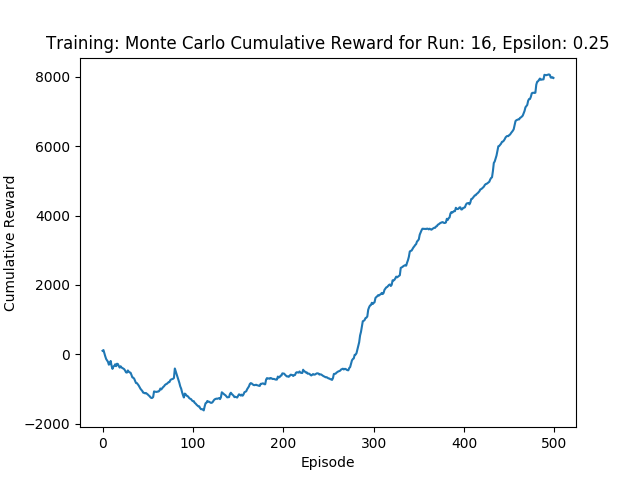 Training: Monte Carlo Cumulative Reward for Run: 16, Epsilon: 0.25
8000
6000
4000
2000
0
−2000
Cumulative Reward
0 100 200 300 400 500
Episode